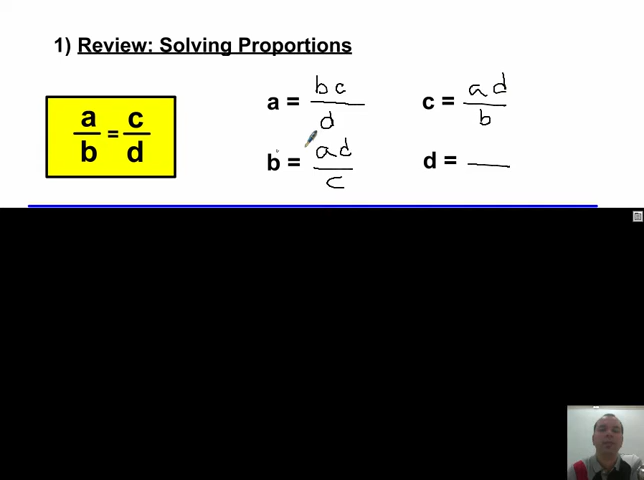 1) Review: Solving Proportions
a/b = c/d
a = bc/d
c = ad/b
b = ad/c
d =